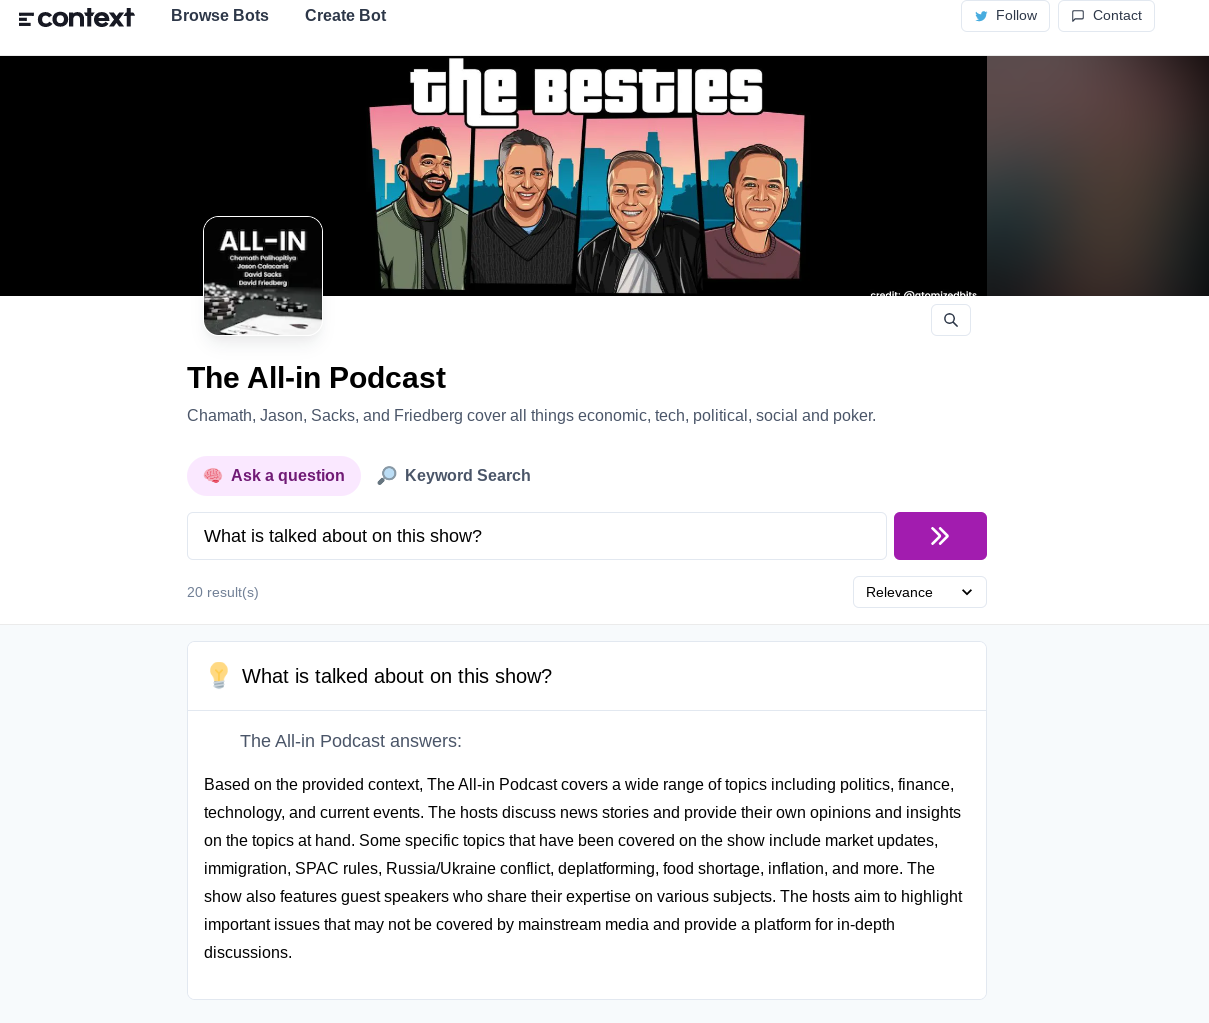 context
Browse Bots
Create Bot
Follow
Contact
the Besties
ALL-IN
Chamath Palihapitiya
Jason Calacanis
David Sacks
David Friedberg
credit: @atomizedbits
The All-in Podcast
Chamath, Jason, Sacks, and Friedberg cover all things economic, tech, political, social and poker.
Ask a question
Keyword Search
What is talked about on this show?
20 result(s)
Relevance
What is talked about on this show?
The All-in Podcast answers:
Based on the provided context, The All-in Podcast covers a wide range of topics including politics, finance,
technology, and current events. The hosts discuss news stories and provide their own opinions and insights
on the topics at hand. Some specific topics that have been covered on the show include market updates,
immigration, SPAC rules, Russia/Ukraine conflict, deplatforming, food shortage, inflation, and more. The
show also features guest speakers who share their expertise on various subjects. The hosts aim to highlight
important issues that may not be covered by mainstream media and provide a platform for in-depth
discussions.